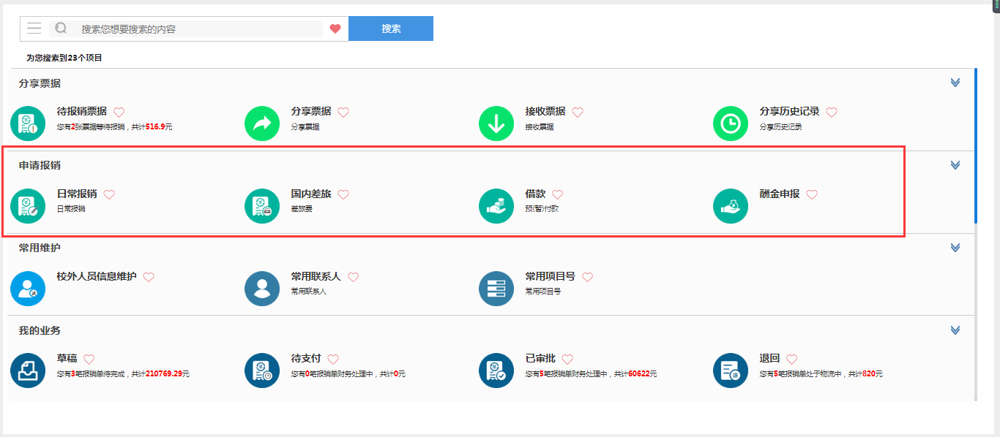 搜索您想要搜索的内容
搜索
为您搜索到23个项目
分享票据
待报销票据
您有2张票据等待报销，共计516.9元
分享票据
分享票据
接收票据
接收票据
分享历史记录
分享历史记录
申请报销
日常报销
日常报销
国内差旅
差旅费
借款
预(暂)付款
酬金申报
常用维护
校外人员信息维护
常用联系人
常用联系人
常用项目号
常用项目号
我的业务
草稿
您有3笔报销单待完成，共计210769.29元
待支付
您有0笔报销单财务处理中，共计0元
已审批
您有5笔报销单财务处理中，共计60622元
退回
您有5笔报销单处于物流中，共计820元